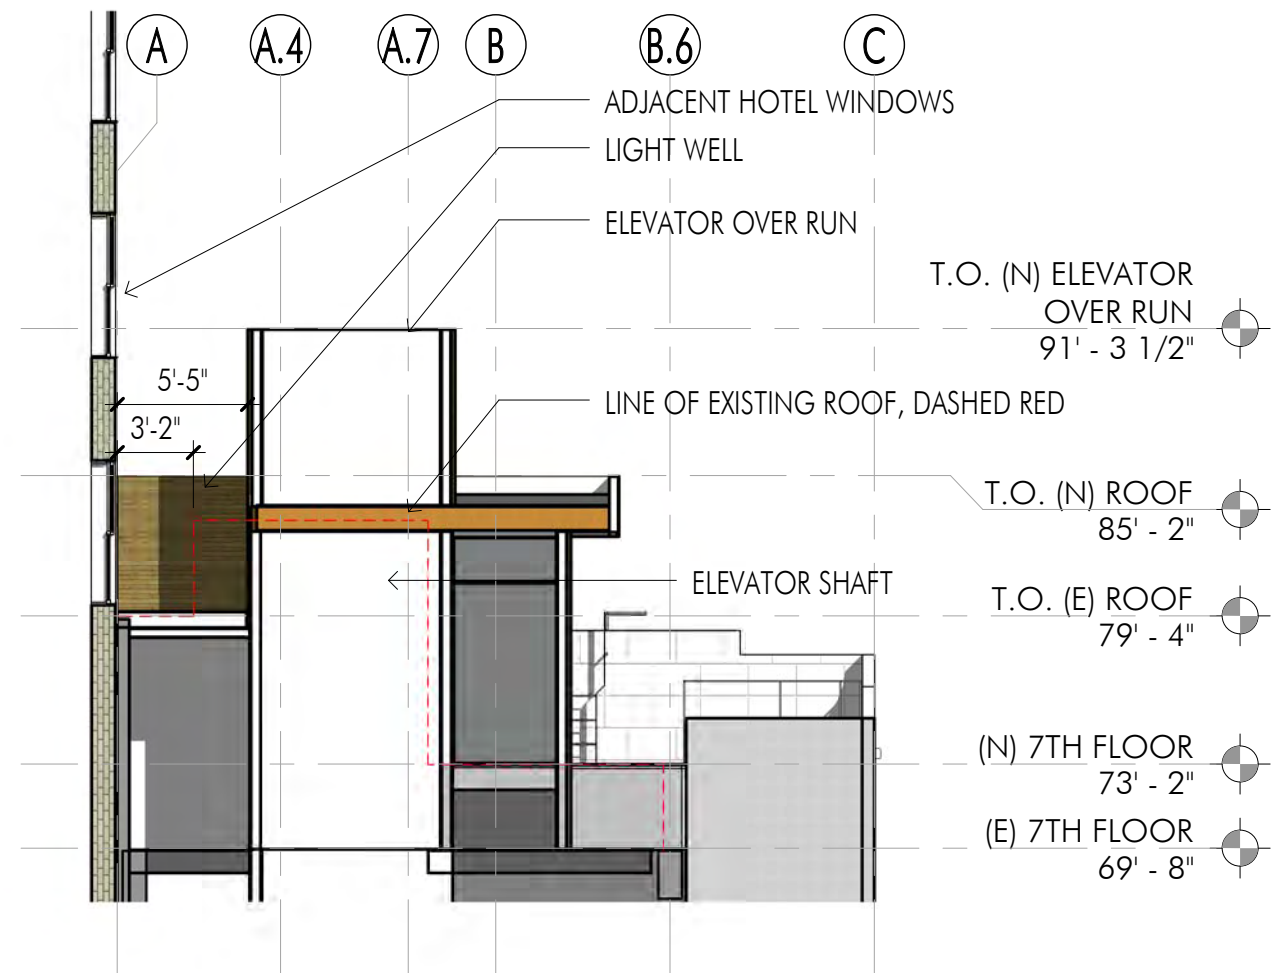 A A.4 A.7 B B.6 C
ADJACENT HOTEL WINDOWS
LIGHT WELL
ELEVATOR OVER RUN
T.O. (N) ELEVATOR
OVER RUN
91' - 3 1/2"
5'-5"
3'-2"
LINE OF EXISTING ROOF, DASHED RED
T.O. (N) ROOF
85' - 2"
ELEVATOR SHAFT
T.O. (E) ROOF
79' - 4"
(N) 7TH FLOOR
73' - 2"
(E) 7TH FLOOR
69' - 8"